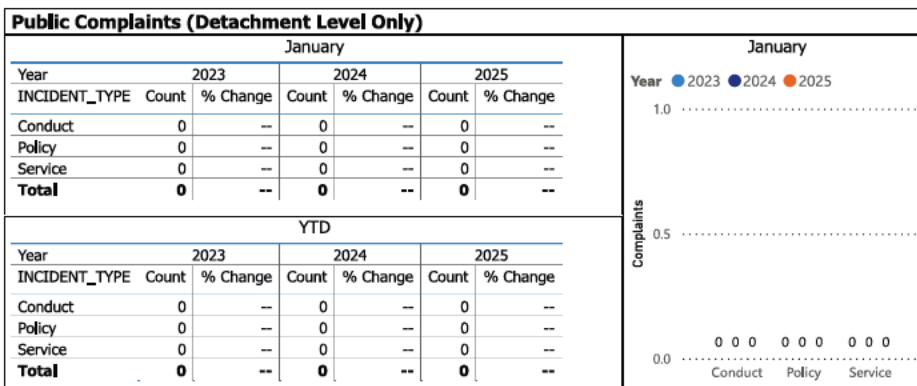 Public Complaints (Detachment Level Only)
January
Year 2023 2024 2025
INCIDENT_TYPE Count % Change Count % Change Count % Change
Conduct 0 -- 0 -- 0 --
Policy 0 -- 0 -- 0 --
Service 0 -- 0 -- 0 --
Total 0 -- 0 -- 0 --
YTD
Year 2023 2024 2025
INCIDENT_TYPE Count % Change Count % Change Count % Change
Conduct 0 -- 0 -- 0 --
Policy 0 -- 0 -- 0 --
Service 0 -- 0 -- 0 --
Total 0 -- 0 -- 0 --
January
Year 2023 2024 2025
1.0
Complaints
0.5
0 0 0 0 0 0 0 0 0
0.0
Conduct Policy Service